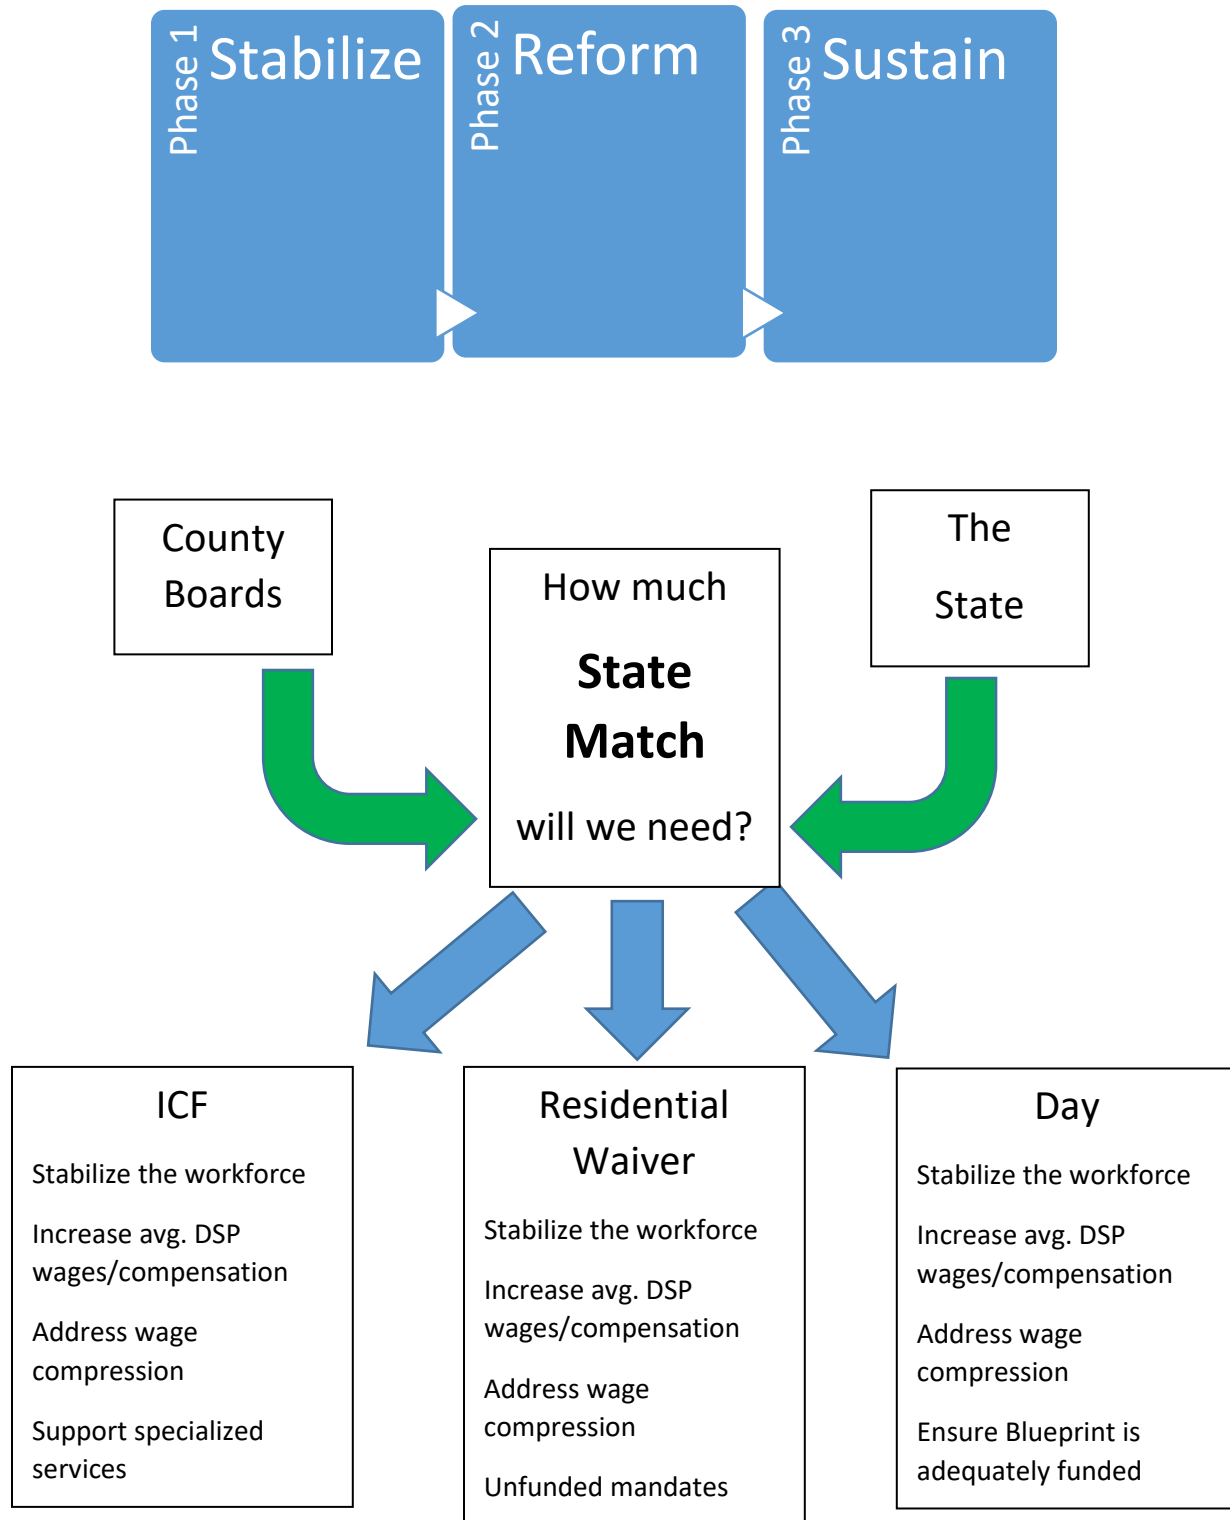 Phase 1
Stabilize
Phase 2
Reform
Phase 3
Sustain
County
Boards
The
State
How much
State
Match
will we need?
ICF
Stabilize the workforce
Increase avg. DSP
wages/compensation
Address wage
compression
Support specialized
services
Residential
Waiver
Stabilize the workforce
Increase avg. DSP
wages/compensation
Address wage
compression
Unfunded mandates
Day
Stabilize the workforce
Increase avg. DSP
wages/compensation
Address wage
compression
Ensure Blueprint is
adequately funded